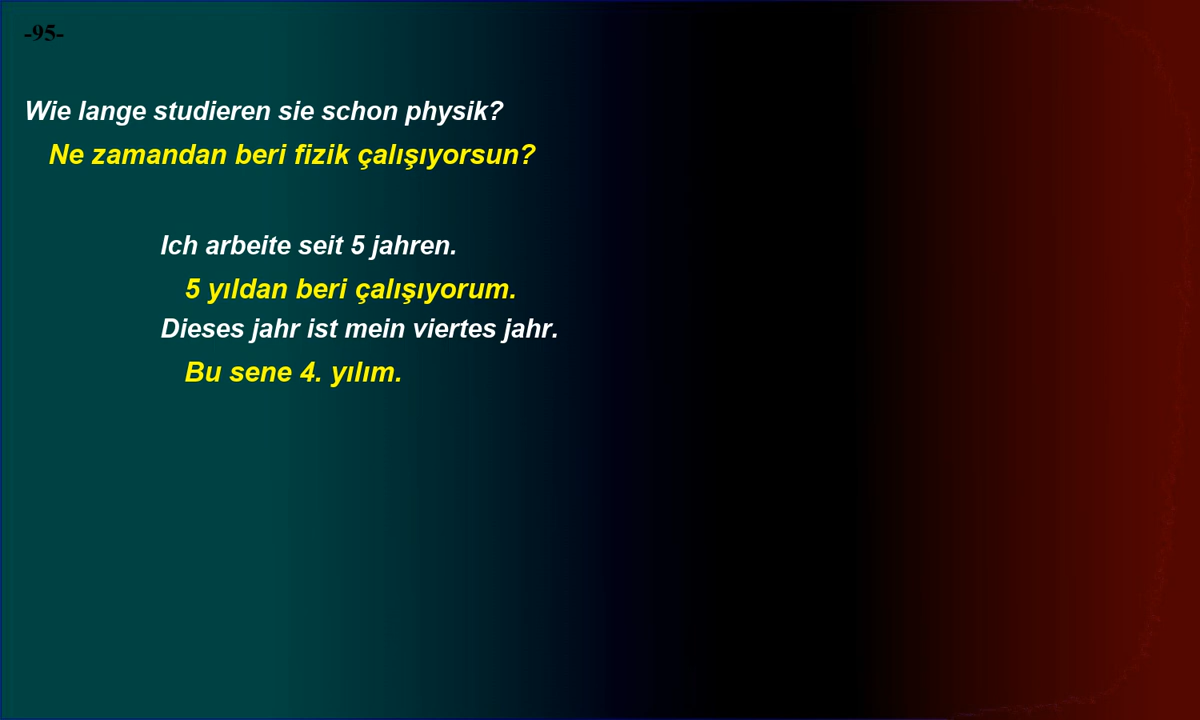 -95-
Wie lange studieren sie schon physik?
Ne zamandan beri fizik çalışıyorsun?
Ich arbeite seit 5 jahren.
5 yıldan beri çalışıyorum.
Dieses jahr ist mein viertes jahr.
Bu sene 4. yılım.